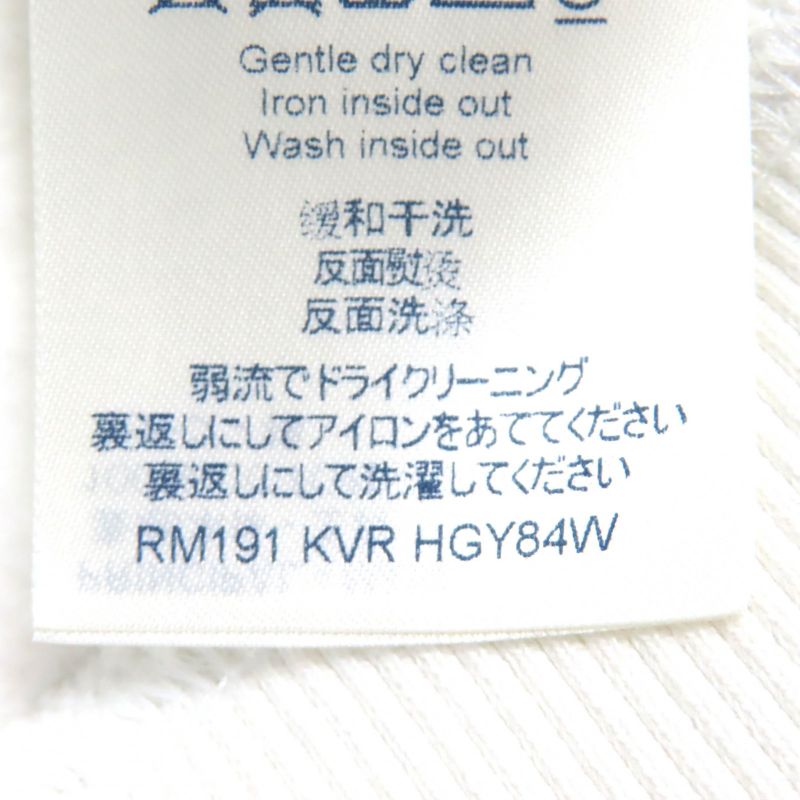 Gentle dry clean
Iron inside out
Wash inside out
缓和干洗
反面熨烫
反面洗涤
弱流でドライクリーニング
裏返しにしてアイロンをあててください
裏返しにして洗濯してください
RM191 KVR HGY84W